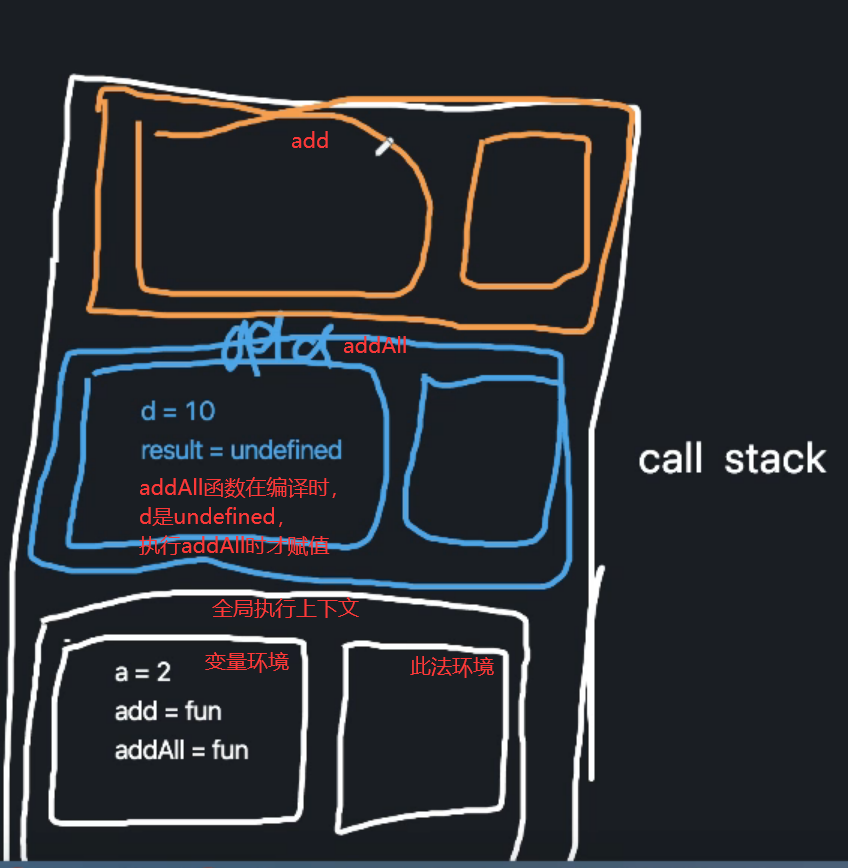 add
addAll
d = 10
result = undefined
addAll函数在编译时，
d是undefined，
执行addAll时才赋值
call stack
全局执行上下文
变量环境
此法环境
a = 2
add = fun
addAll = fun